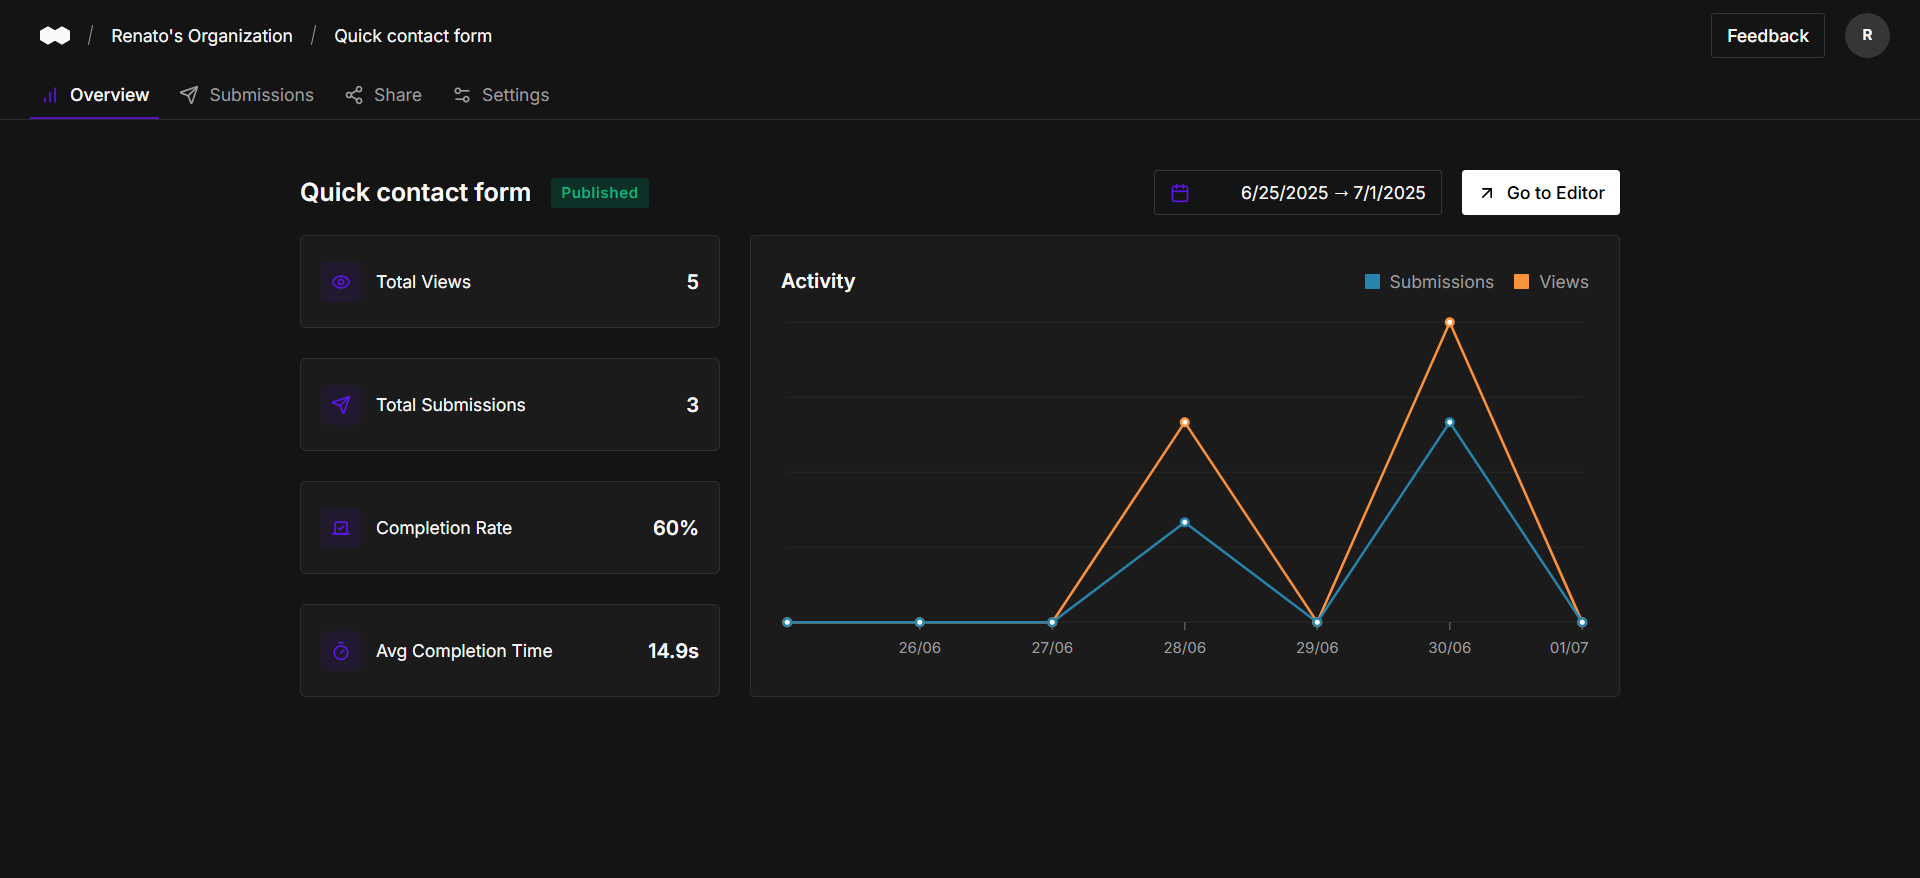 / Renato's Organization / Quick contact form
Feedback
R
Overview
Submissions
Share
Settings
Quick contact form
Published
6/25/2025 → 7/1/2025
Go to Editor
Total Views
5
Total Submissions
3
Completion Rate
60%
Avg Completion Time
14.9s
Activity
Submissions
Views
26/06
27/06
28/06
29/06
30/06
01/07